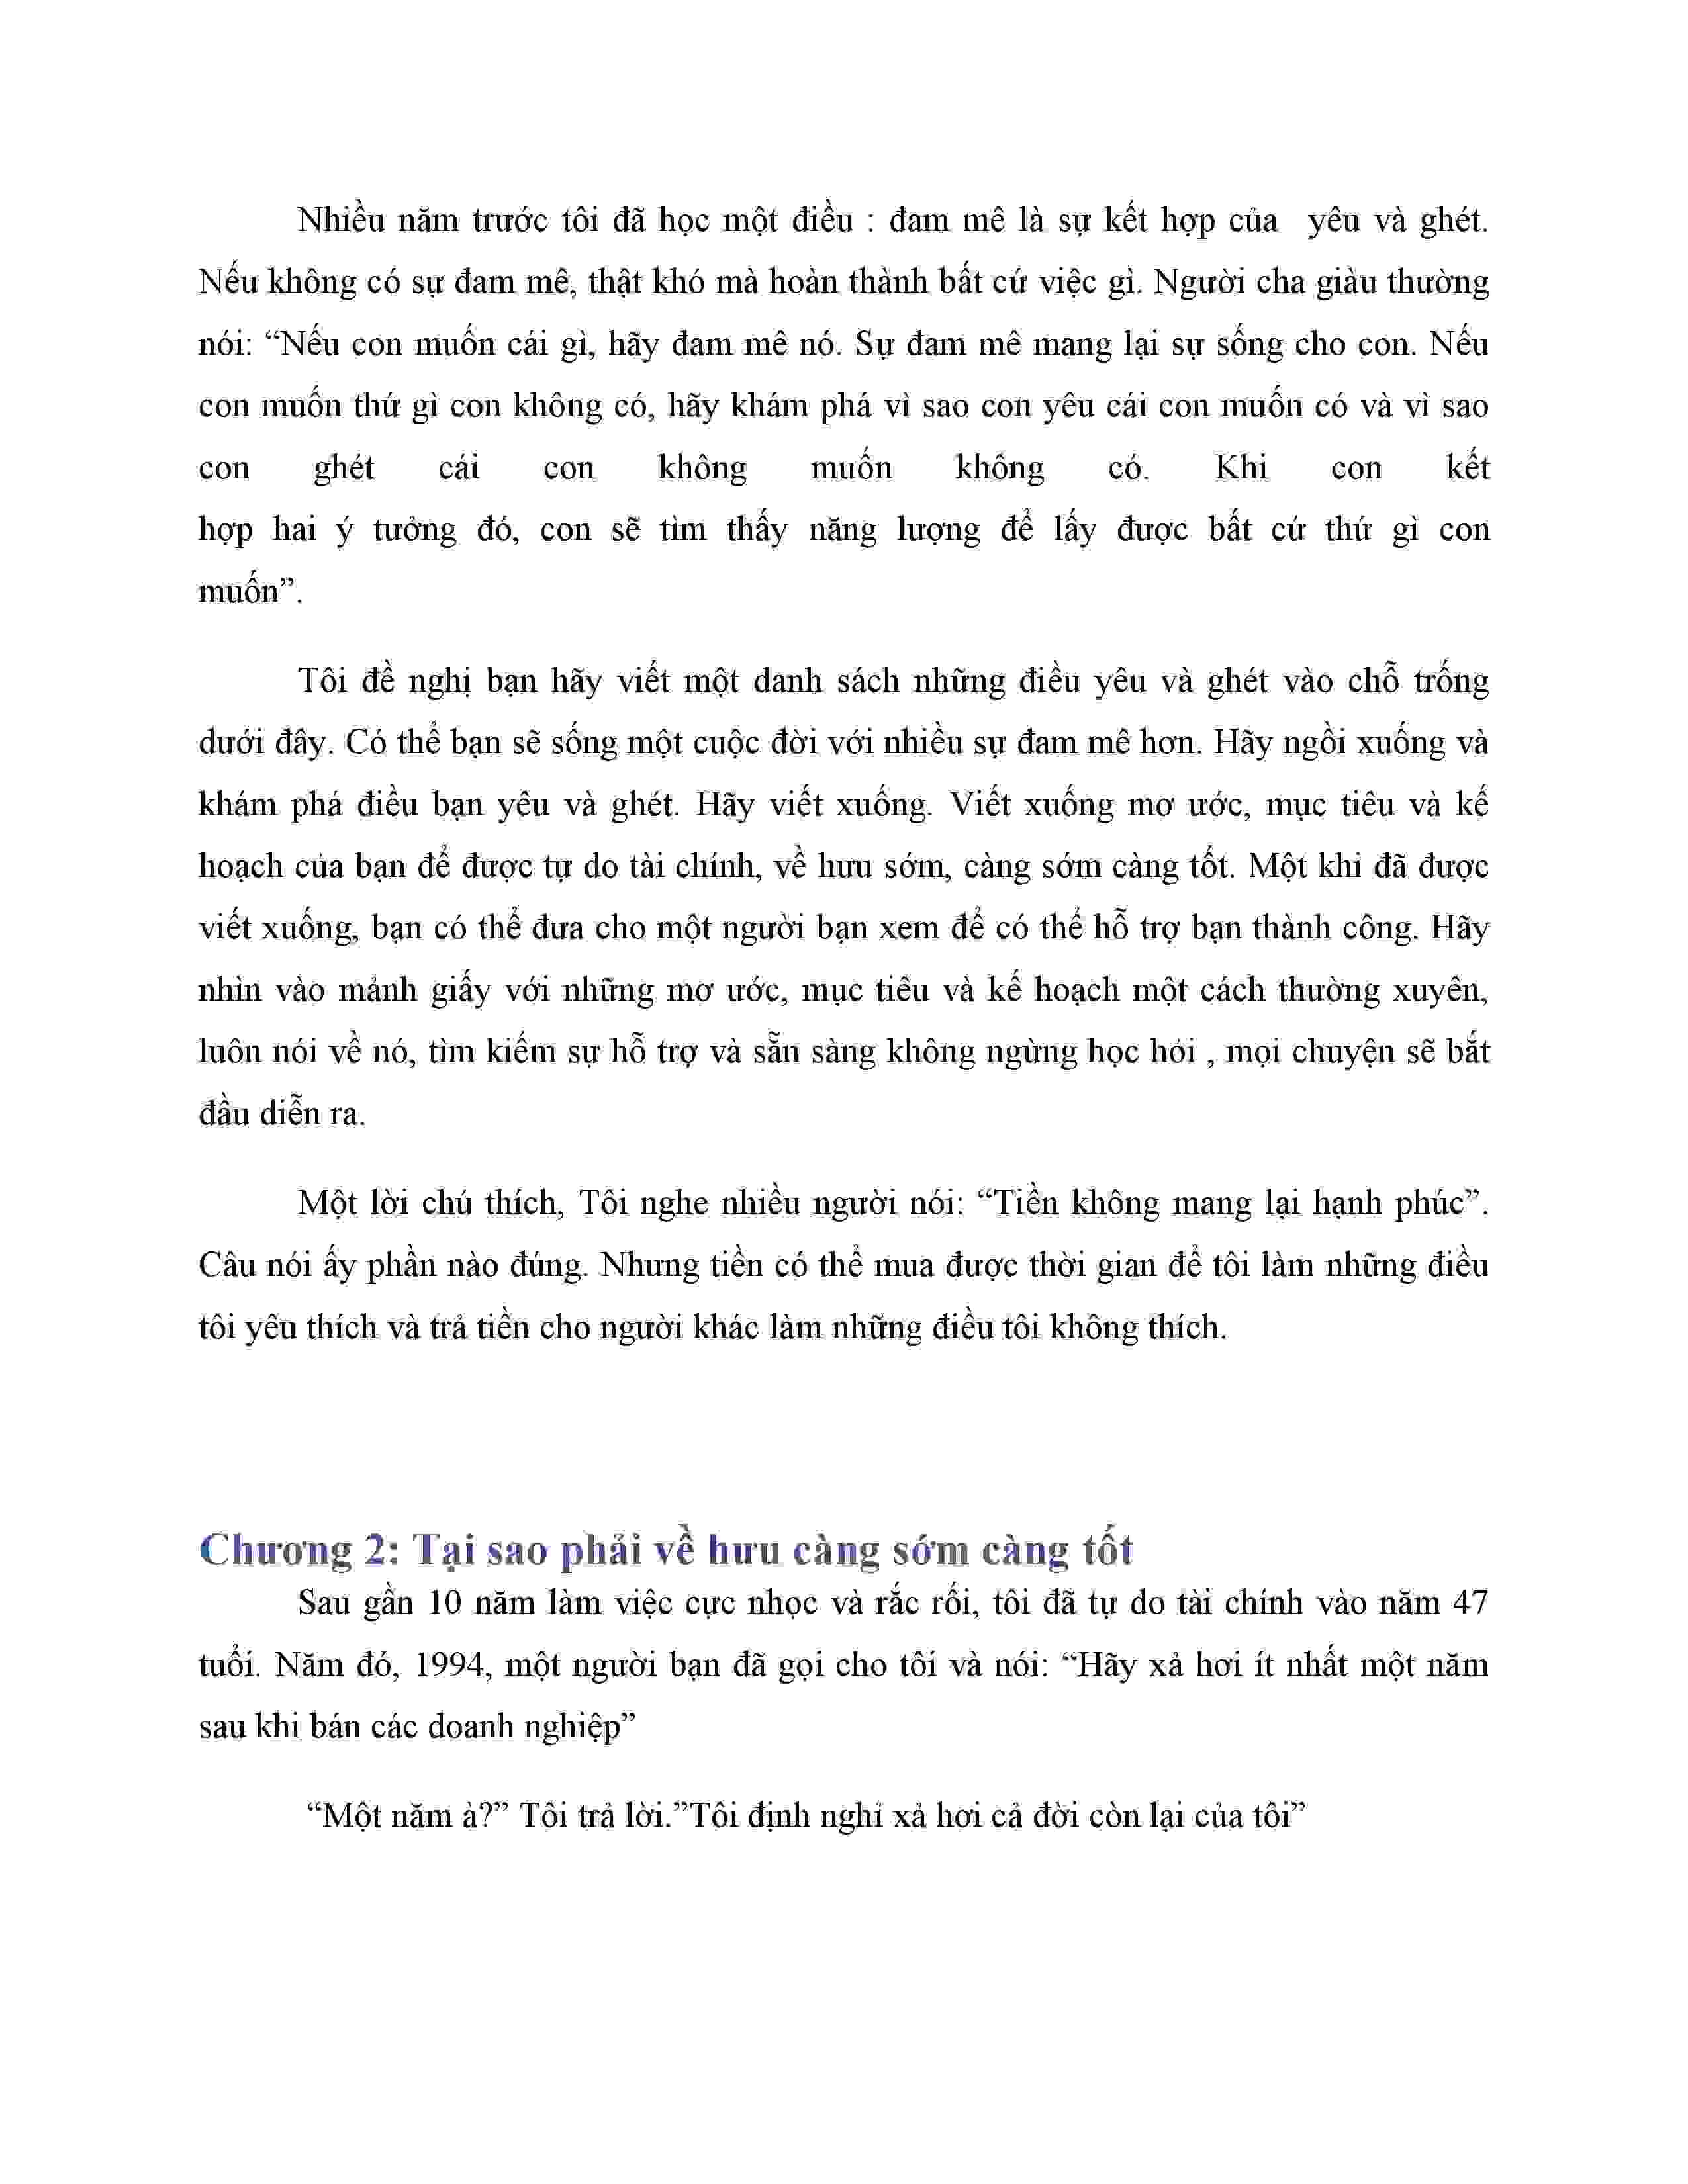 Nhiều năm trước tôi đã học một điều : đam mê là sự kết hợp của yêu và ghét.
Nếu không có sự đam mê, thật khó mà hoàn thành bất cứ việc gì. Người cha giàu thường
nói: “Nếu con muốn cái gì, hãy đam mê nó. Sự đam mê mang lại sự sống cho con. Nếu
con muốn thứ gì con không có, hãy khám phá vì sao con yêu cái con muốn có và vì sao
con ghét cái con không muốn không có. Khi con kết
hợp hai ý tưởng đó, con sẽ tìm thấy năng lượng để lấy được bất cứ thứ gì con
muốn”.
Tôi đề nghị bạn hãy viết một danh sách những điều yêu và ghét vào chỗ trống
dưới đây. Có thể bạn sẽ sống một cuộc đời với nhiều sự đam mê hơn. Hãy ngồi xuống và
khám phá điều bạn yêu và ghét. Hãy viết xuống. Viết xuống mơ ước, mục tiêu và kế
hoạch của bạn để được tự do tài chính, về hưu sớm, càng sớm càng tốt. Một khi đã được
viết xuống, bạn có thể đưa cho một người bạn xem để có thể hỗ trợ bạn thành công. Hãy
nhìn vào mảnh giấy với những mơ ước, mục tiêu và kế hoạch một cách thường xuyên,
luôn nói về nó, tìm kiếm sự hỗ trợ và sẵn sàng không ngừng học hỏi , mọi chuyện sẽ bắt
đầu diễn ra.
Một lời chú thích, Tôi nghe nhiều người nói: “Tiền không mang lại hạnh phúc”.
Câu nói ấy phần nào đúng. Nhưng tiền có thể mua được thời gian để tôi làm những điều
tôi yêu thích và trả tiền cho người khác làm những điều tôi không thích.
Chương 2: Tại sao phải về hưu càng sớm càng tốt
Sau gần 10 năm làm việc cực nhọc và rắc rối, tôi đã tự do tài chính vào năm 47
tuổi. Năm đó, 1994, một người bạn đã gọi cho tôi và nói: “Hãy xả hơi ít nhất một năm
sau khi bán các doanh nghiệp”
“Một năm à?” Tôi trả lời.”Tôi định nghỉ xả hơi cả đời còn lại của tôi”